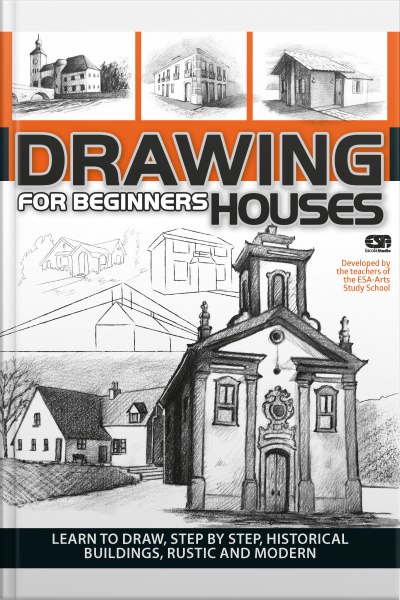 DRAWING
FOR BEGINNERS HOUSES
ESA
EscolaStudio
Developed by
the teachers of
the ESA-Arts
Study School
LEARN TO DRAW, STEP BY STEP, HISTORICAL
BUILDINGS, RUSTIC AND MODERN